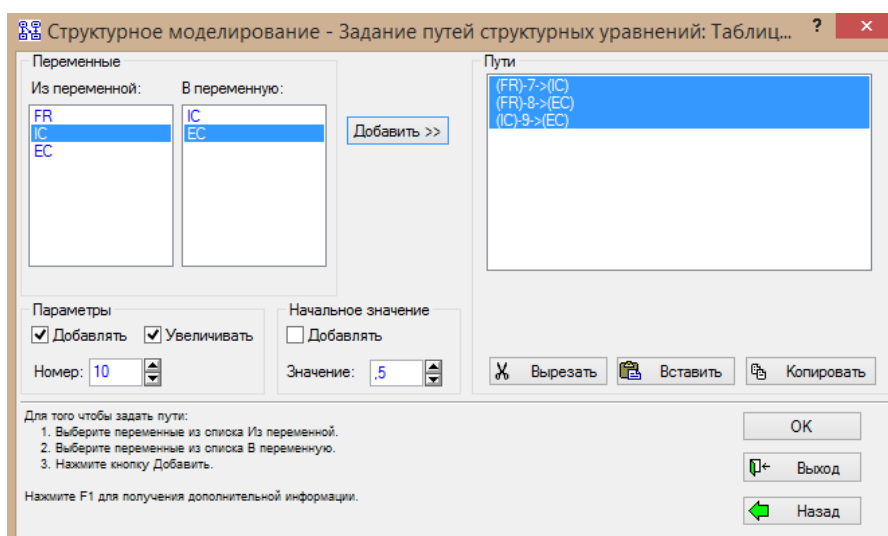 Структурное моделирование - Задание путей структурных уравнений: Таблиц... ? ×
Переменные
Из переменной: В переменную:
FR
IC
EC
IC
EC
Добавить >>
Пути
(FR)-7->(IC)
(FR)-8->(EC)
(IC)-9->(EC)
Параметры
Добавлять Увеличивать
Номер: 10
Начальное значение
Добавлять
Значение: ,5
Вырезать Вставить Копировать
Для того чтобы задать пути:
1. Выберите переменные из списка Из переменной.
2. Выберите переменные из списка В переменную.
3. Нажмите кнопку Добавить.
Нажмите F1 для получения дополнительной информации.
OK
Выход
Назад